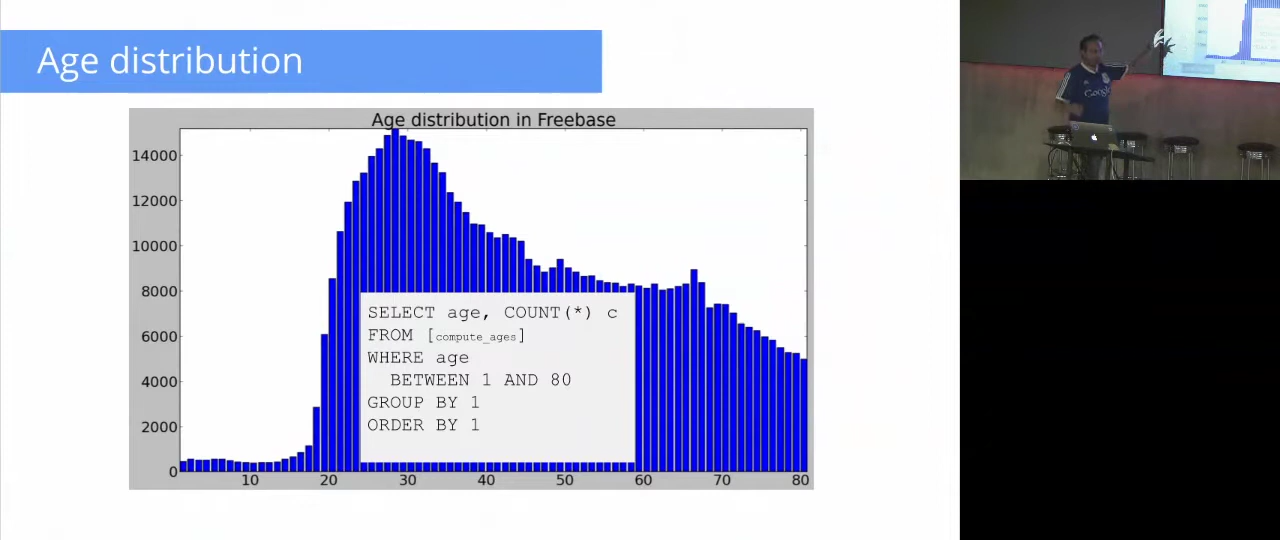 Age distribution
Age distribution in Freebase
14000
12000
10000
8000
6000
4000
2000
0
SELECT age, COUNT(*) c
FROM [compute_ages]
WHERE age
BETWEEN 1 AND 80
GROUP BY 1
ORDER BY 1
10 20 30 40 50 60 70 80
Google